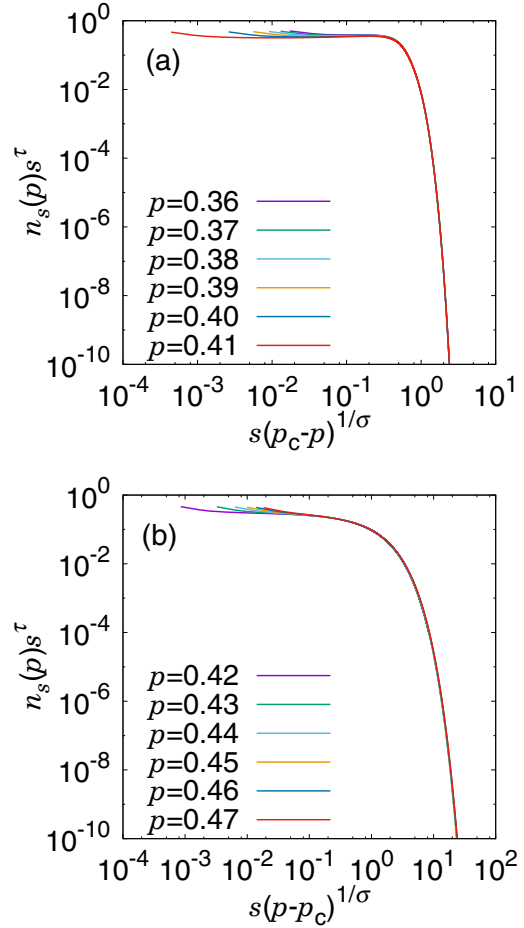 (a)
10^0
10^-2
10^-4
10^-6
10^-8
10^-10
n_s(p)s^τ
p=0.36
p=0.37
p=0.38
p=0.39
p=0.40
p=0.41
10^-4 10^-3 10^-2 10^-1 10^0 10^1
s(p_c-p)^1/σ
(b)
10^0
10^-2
10^-4
10^-6
10^-8
10^-10
n_s(p)s^τ
p=0.42
p=0.43
p=0.44
p=0.45
p=0.46
p=0.47
10^-4 10^-3 10^-2 10^-1 10^0 10^1 10^2
s(p-p_c)^1/σ